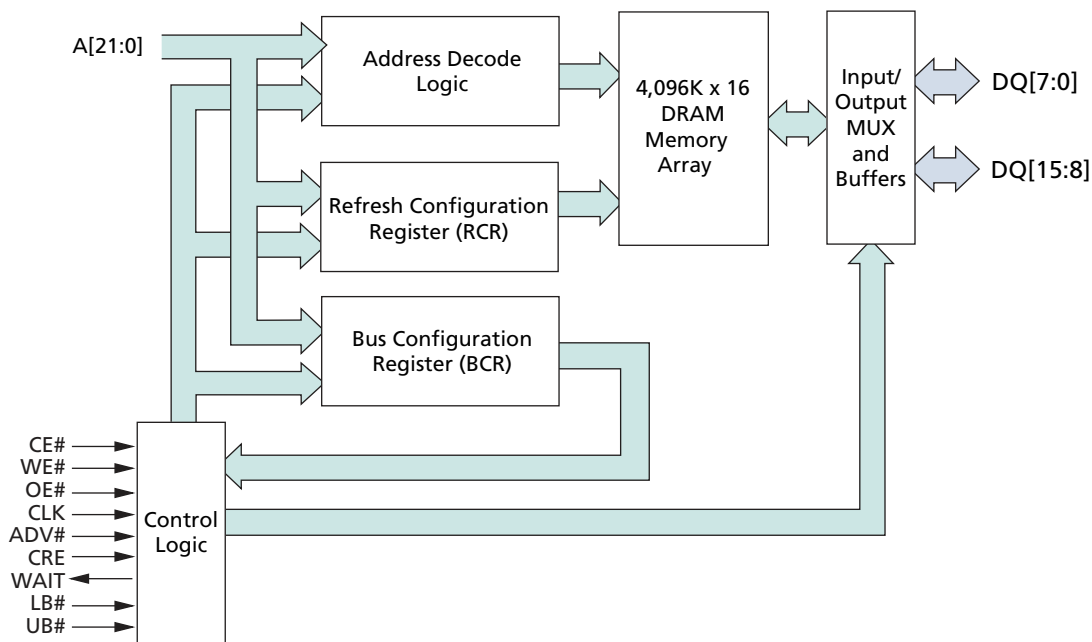 A[21:0]
Address Decode
Logic
4,096K x 16
DRAM
Memory
Array
Input/
Output
MUX
and
Buffers
DQ[7:0]
DQ[15:8]
Refresh Configuration
Register (RCR)
Bus Configuration
Register (BCR)
CE#
WE#
OE#
CLK
ADV#
CRE
WAIT
LB#
UB#
Control
Logic